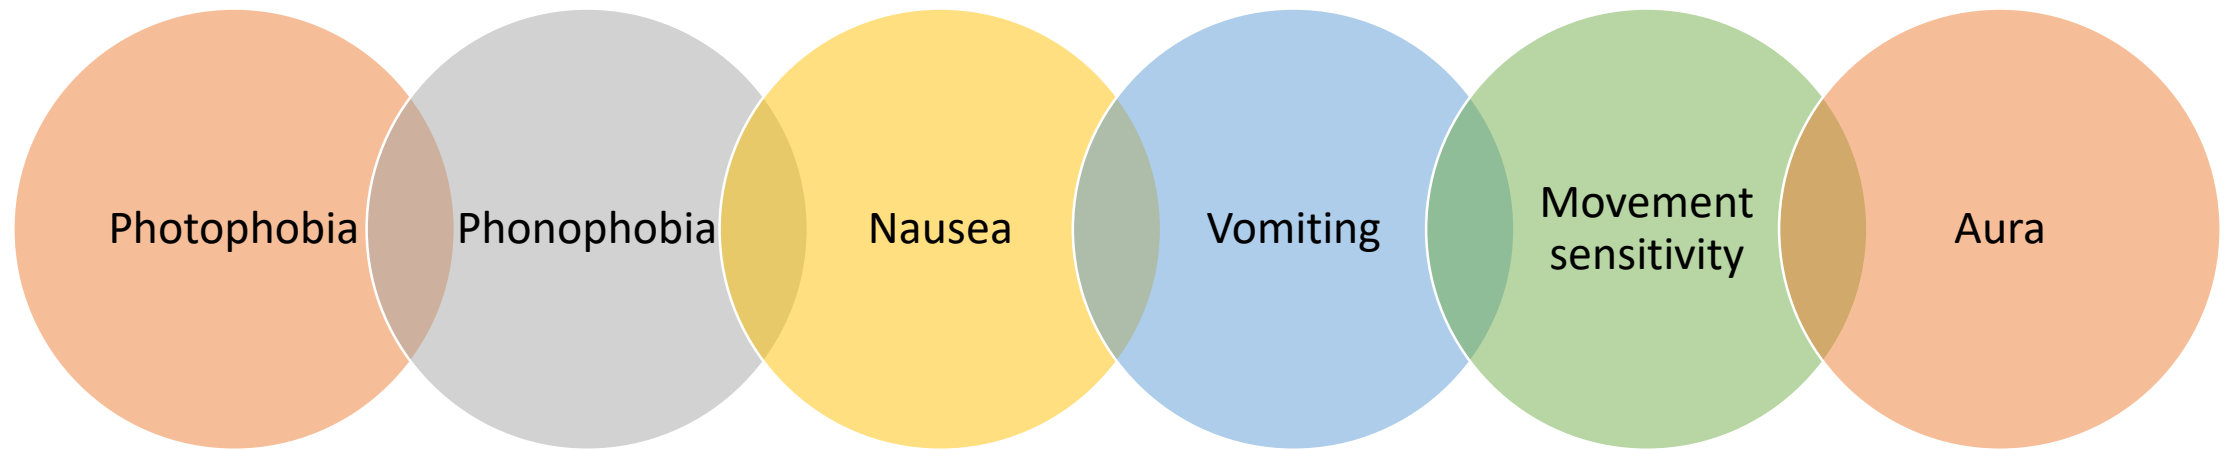 Photophobia
Phonophobia
Nausea
Vomiting
Movement
sensitivity
Aura